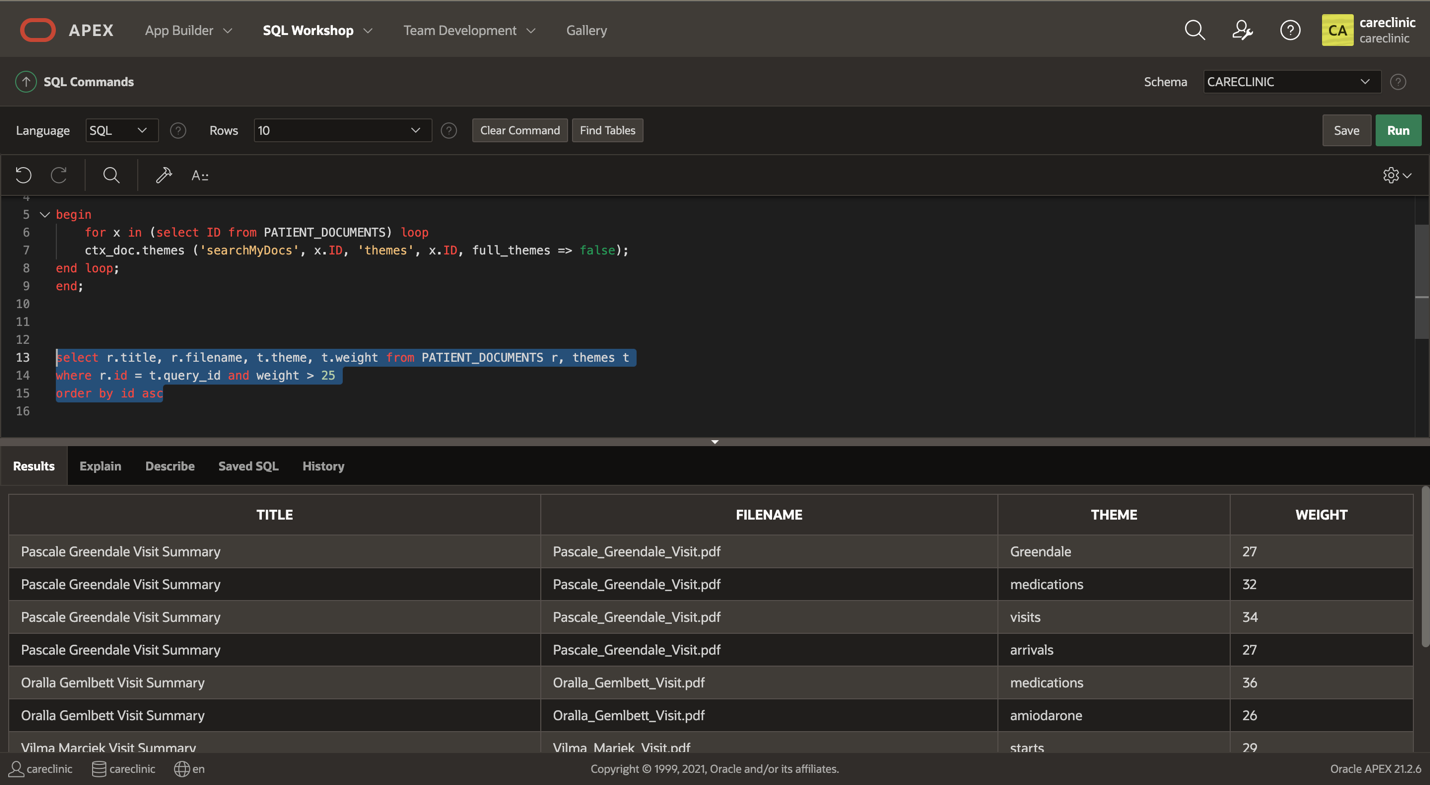 APEX App Builder SQL Workshop Team Development Gallery CA careclinic
careclinic
SQL Commands Schema CARECLINIC
Language SQL Rows 10 Clear Command Find Tables Save Run
A::
4
5 begin
6 for x in (select ID from PATIENT_DOCUMENTS) loop
7 ctx_doc.themes ('searchMyDocs', x.ID, 'themes', x.ID, full_themes => false);
8 end loop;
9 end;
10
11
12
13 select r.title, r.filename, t.theme, t.weight from PATIENT_DOCUMENTS r, themes t
14 where r.id = t.query_id and weight > 25
15 order by id asc
16
Results Explain Describe Saved SQL History
TITLE FILENAME THEME WEIGHT
Pascale Greendale Visit Summary Pascale_Greendale_Visit.pdf Greendale 27
Pascale Greendale Visit Summary Pascale_Greendale_Visit.pdf medications 32
Pascale Greendale Visit Summary Pascale_Greendale_Visit.pdf visits 34
Pascale Greendale Visit Summary Pascale_Greendale_Visit.pdf arrivals 27
Oralla Gemlbett Visit Summary Oralla_Gemlbett_Visit.pdf medications 36
Oralla Gemlbett Visit Summary Oralla_Gemlbett_Visit.pdf amiodarone 26
Vilma Marciek Visit Summary Vilma_Mariek_Visit.pdf starts 29
careclinic careclinic en Copyright © 1999, 2021, Oracle and/or its affiliates. Oracle APEX 21.2.6